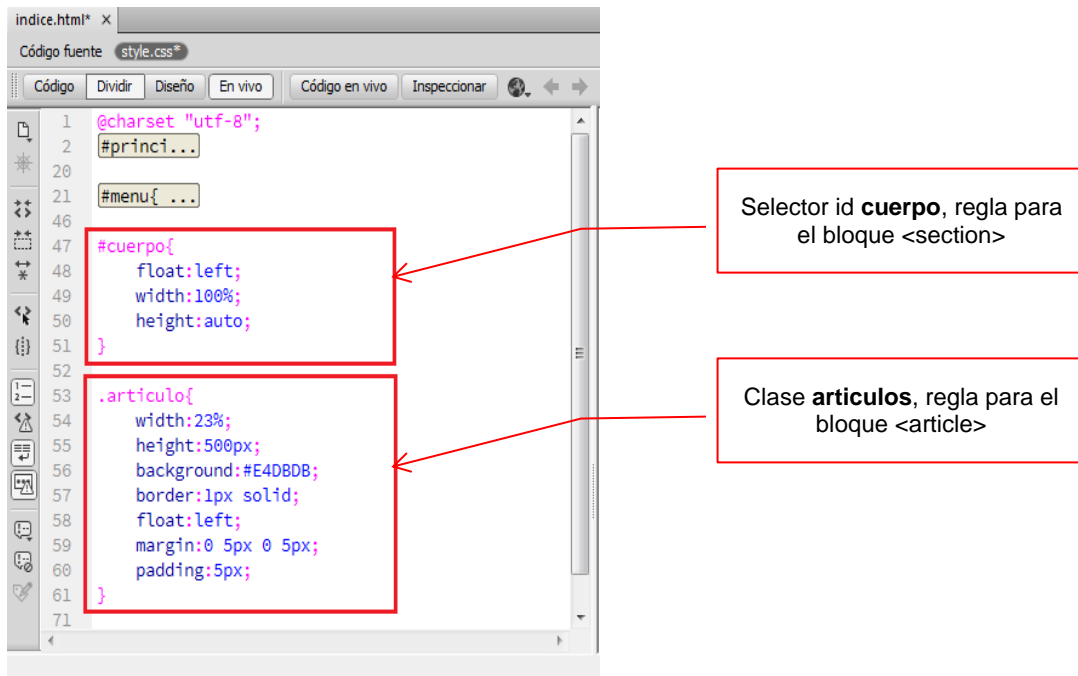 indice.html* ×
Código fuente style.css*
Código Dividir Diseño En vivo Código en vivo Inspeccionar
1 @charset "utf-8";
2 #princi...
20
21 #menu{ ...
46
47 #cuerpo{
48 float:left;
49 width:100%;
50 height:auto;
51 }
52
53 .articulo{
54 width:23%;
55 height:500px;
56 background:#E4DBDB;
57 border:1px solid;
58 float:left;
59 margin:0 5px 0 5px;
60 padding:5px;
61 }
71
Selector id cuerpo, regla para
el bloque <section>
Clase articulos, regla para el
bloque <article>